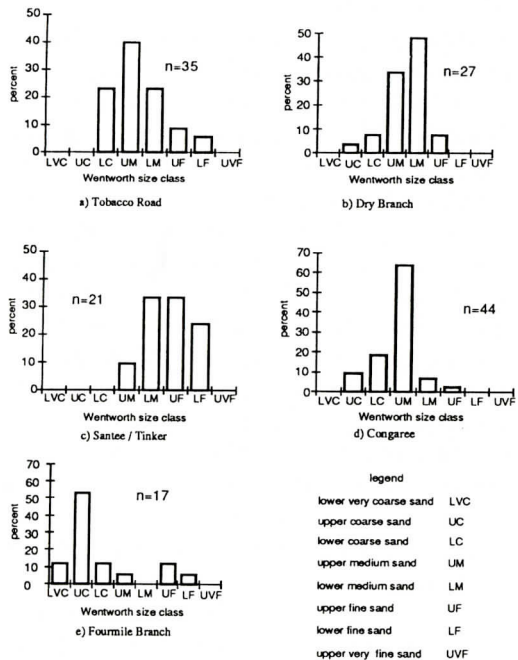 50
40
30
20
10
0
percent
n=35
LVC UC LC UM LM UF LF UVF
Wentworth size class
a) Tobacco Road
50
40
30
20
10
0
percent
n=27
LVC UC LC UM LM UF LF UVF
Wentworth size class
b) Dry Branch
50
40
30
20
10
0
percent
n=21
LVC UC LC UM LM UF LF UVF
Wentworth size class
c) Santee / Tinker
70
60
50
40
30
20
10
0
percent
n=44
LVC UC LC UM LM UF LF UVF
Wentworth size class
d) Congaree
70
60
50
40
30
20
10
0
percent
n=17
LVC UC LC UM LM UF LF UVF
Wentworth size class
e) Fourmile Branch
legend
lower very coarse sand LVC
upper coarse sand UC
lower coarse sand LC
upper medium sand UM
lower medium sand LM
upper fine sand UF
lower fine sand LF
upper very fine sand UVF